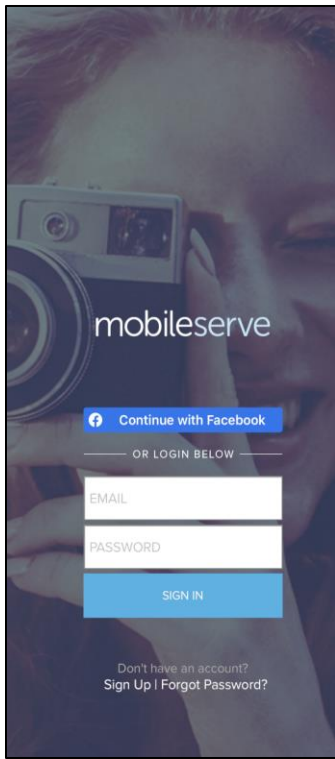 mobileserve
Continue with Facebook
OR LOGIN BELOW
EMAIL
PASSWORD
SIGN IN
Don't have an account?
Sign Up | Forgot Password?